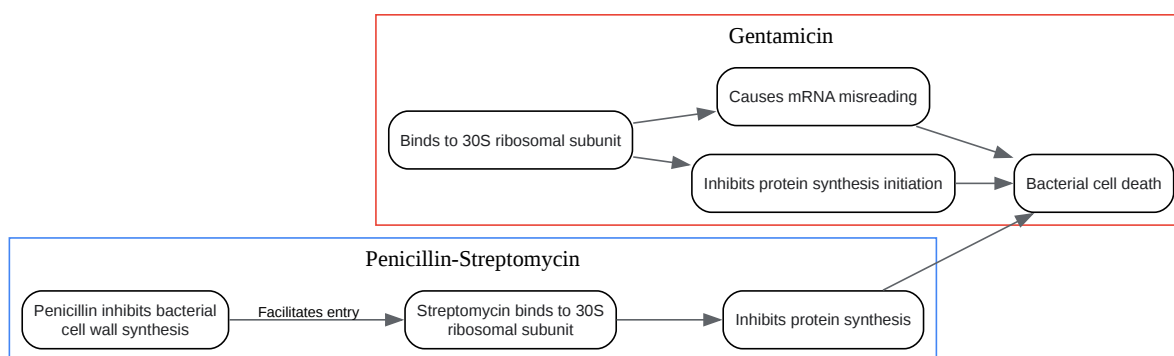 Gentamicin
Causes mRNA misreading
Binds to 30S ribosomal subunit
Inhibits protein synthesis initiation
Bacterial cell death
Penicillin-Streptomycin
Penicillin inhibits bacterial
cell wall synthesis
Facilitates entry
Streptomycin binds to 30S
ribosomal subunit
Inhibits protein synthesis